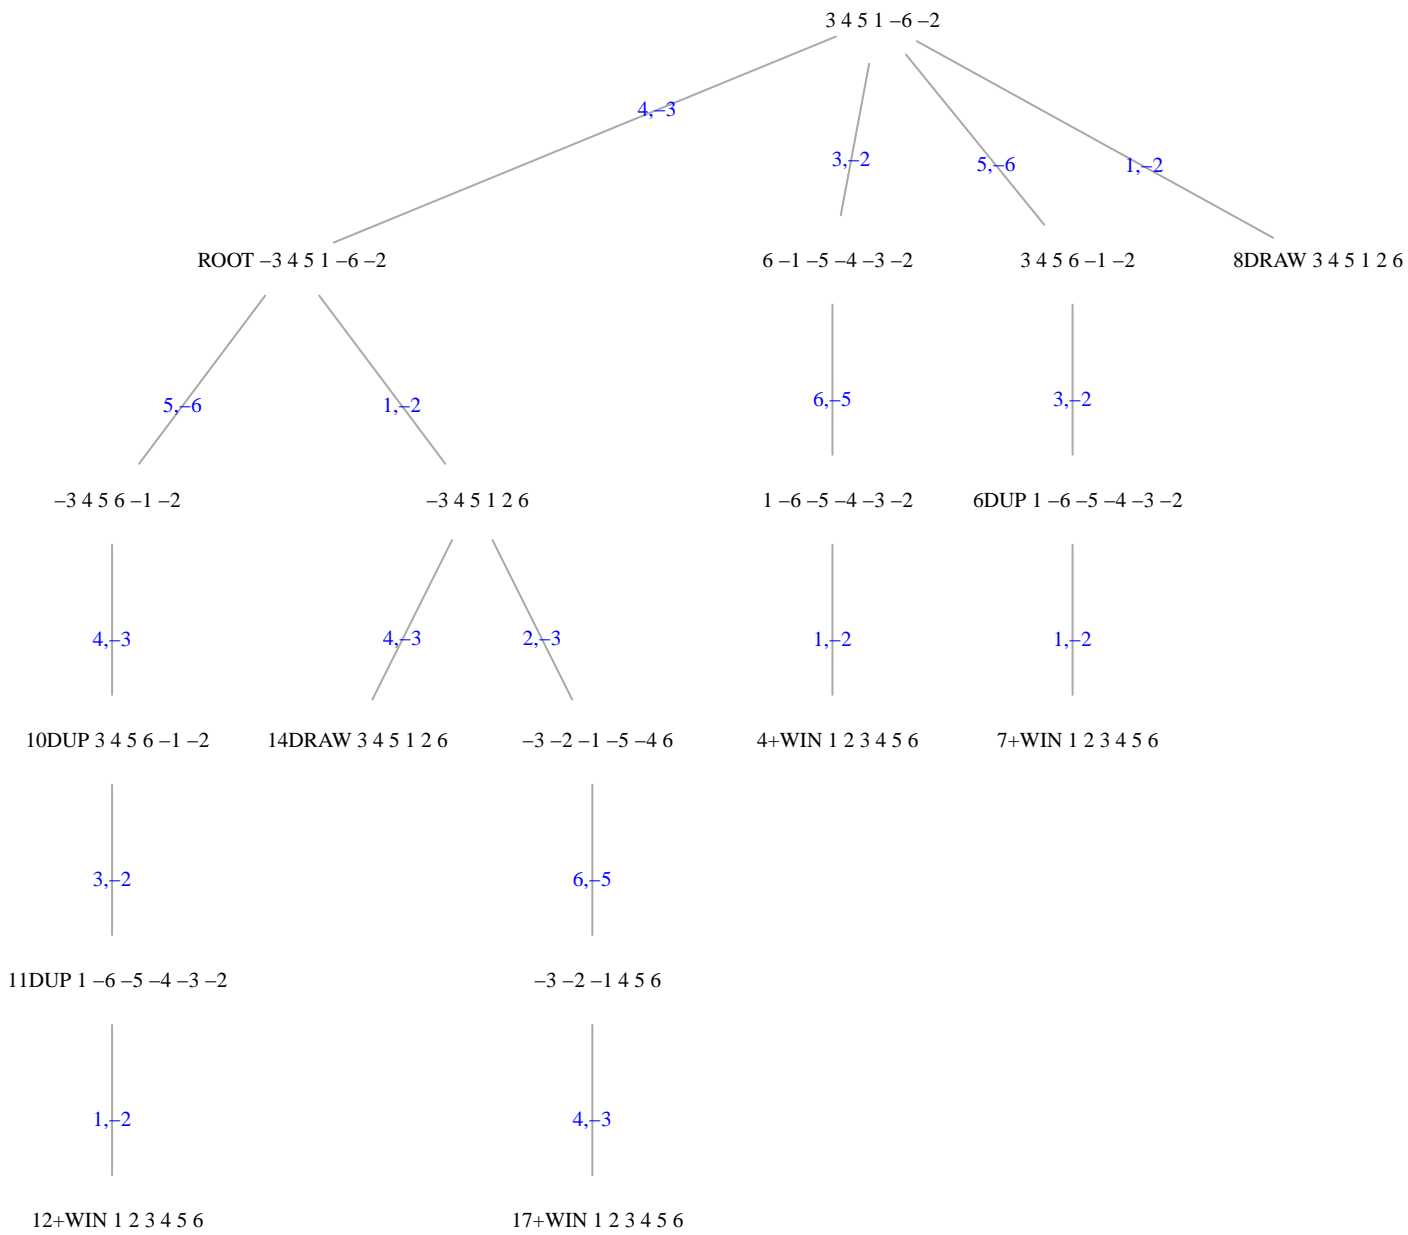 3 4 5 1 –6 –2
4,–3
3,–2
5,–6
1,–2
ROOT –3 4 5 1 –6 –2
6 –1 –5 –4 –3 –2
3 4 5 6 –1 –2
8DRAW 3 4 5 1 2 6
5,–6
1,–2
6,–5
3,–2
–3 4 5 6 –1 –2
–3 4 5 1 2 6
1 –6 –5 –4 –3 –2
6DUP 1 –6 –5 –4 –3 –2
4,–3
4,–3
2,–3
1,–2
1,–2
10DUP 3 4 5 6 –1 –2
14DRAW 3 4 5 1 2 6
–3 –2 –1 –5 –4 6
4+WIN 1 2 3 4 5 6
7+WIN 1 2 3 4 5 6
3,–2
6,–5
11DUP 1 –6 –5 –4 –3 –2
–3 –2 –1 4 5 6
1,–2
4,–3
12+WIN 1 2 3 4 5 6
17+WIN 1 2 3 4 5 6